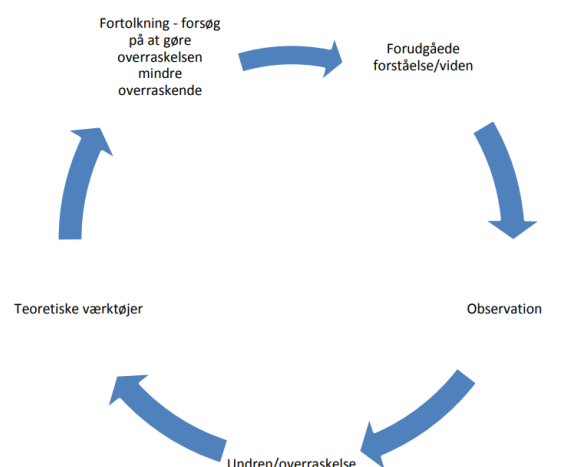 Fortolkning - forsøg
på at gøre
overraskelsen
mindre
overraskende
Forudgåede
forståelse/viden
Observation
Undren/overraskelse
Teoretiske værktøjer